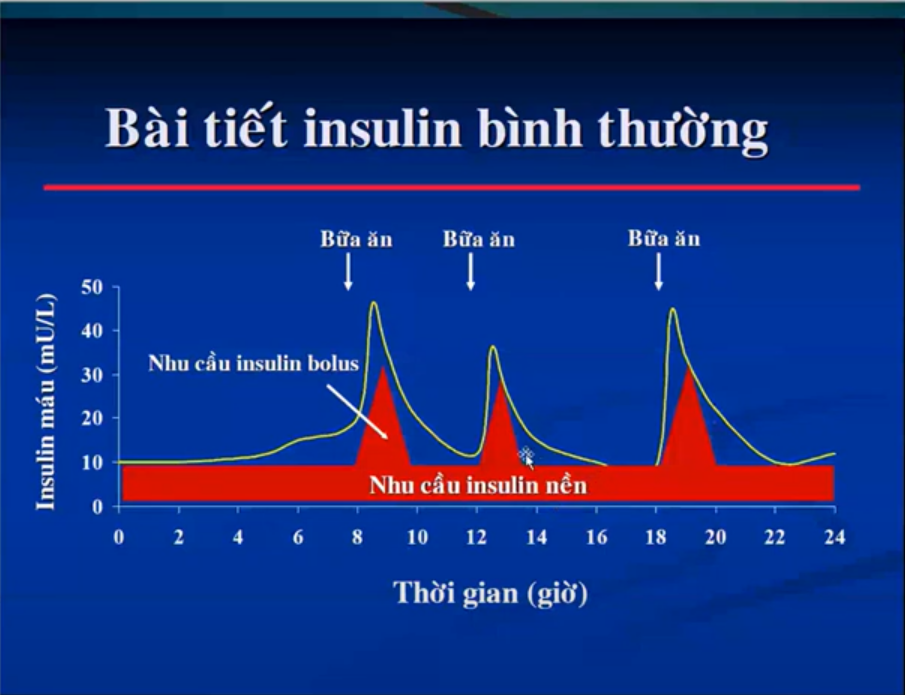 Bài tiết insulin bình thường
Bữa ăn Bữa ăn Bữa ăn
50
40
Nhu cầu insulin bolus
30
20
10
Nhu cầu insulin nền
0
Insulin máu (mU/L)
0 2 4 6 8 10 12 14 16 18 20 22 24
Thời gian (giờ)